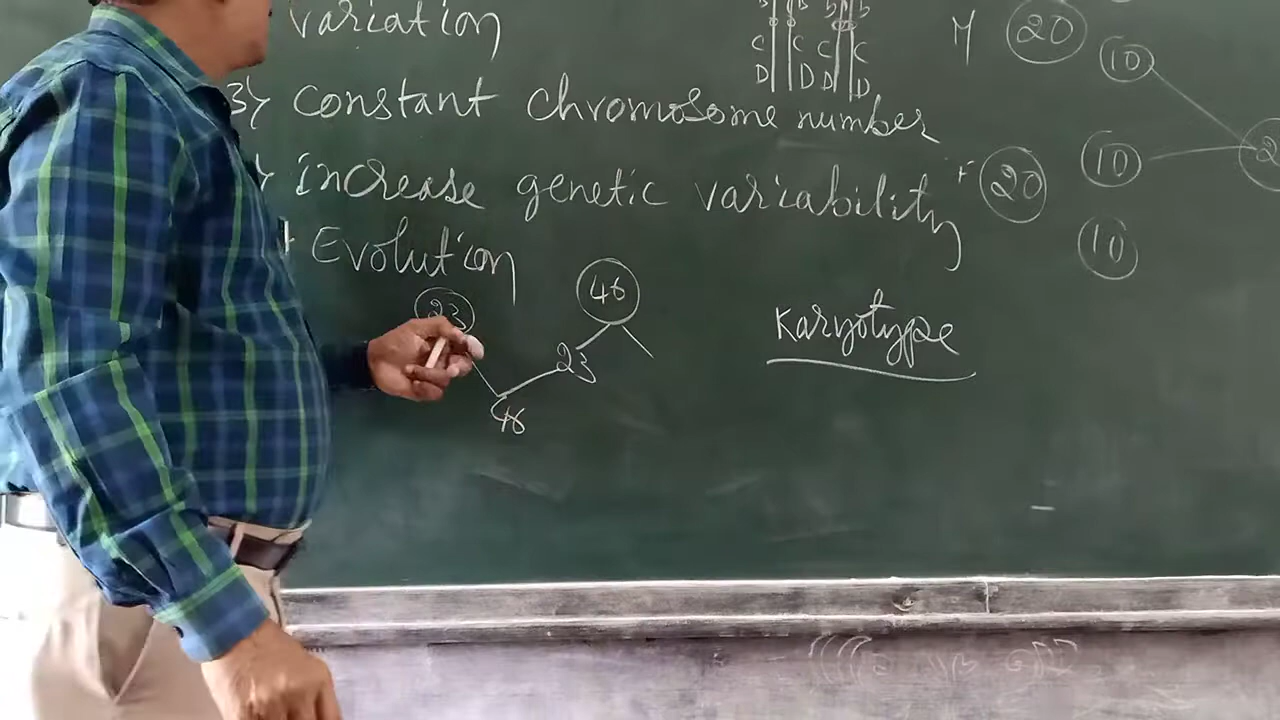 variation
3) constant chromosome number
increase genetic variability
Evolution
C D C D C D C D
M 20
10
10
F 20
10
23
46
23
46
Karyotype